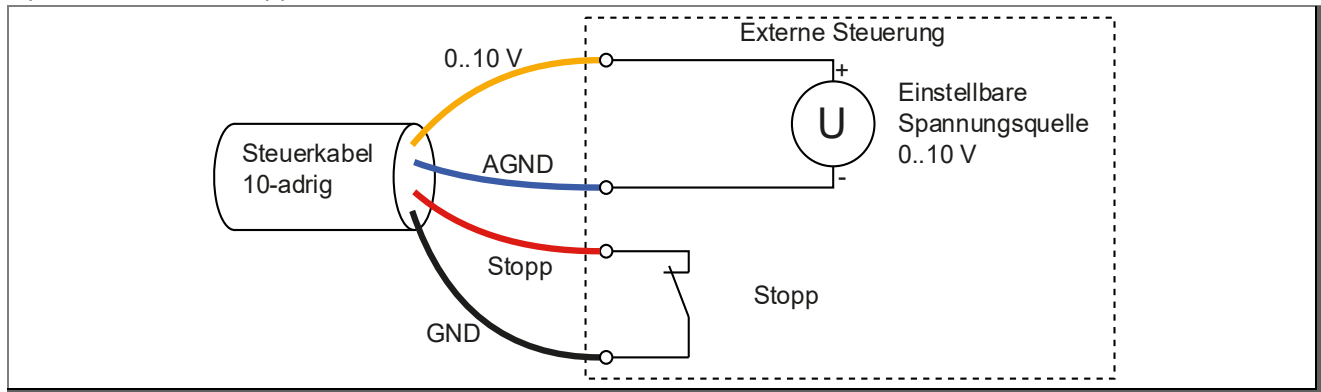 Externe Steuerung
0..10 V
+
Einstellbare
Spannungsquelle
0..10 V
U
Steuerkabel
10-adrig
AGND
-
Stopp
Stopp
GND